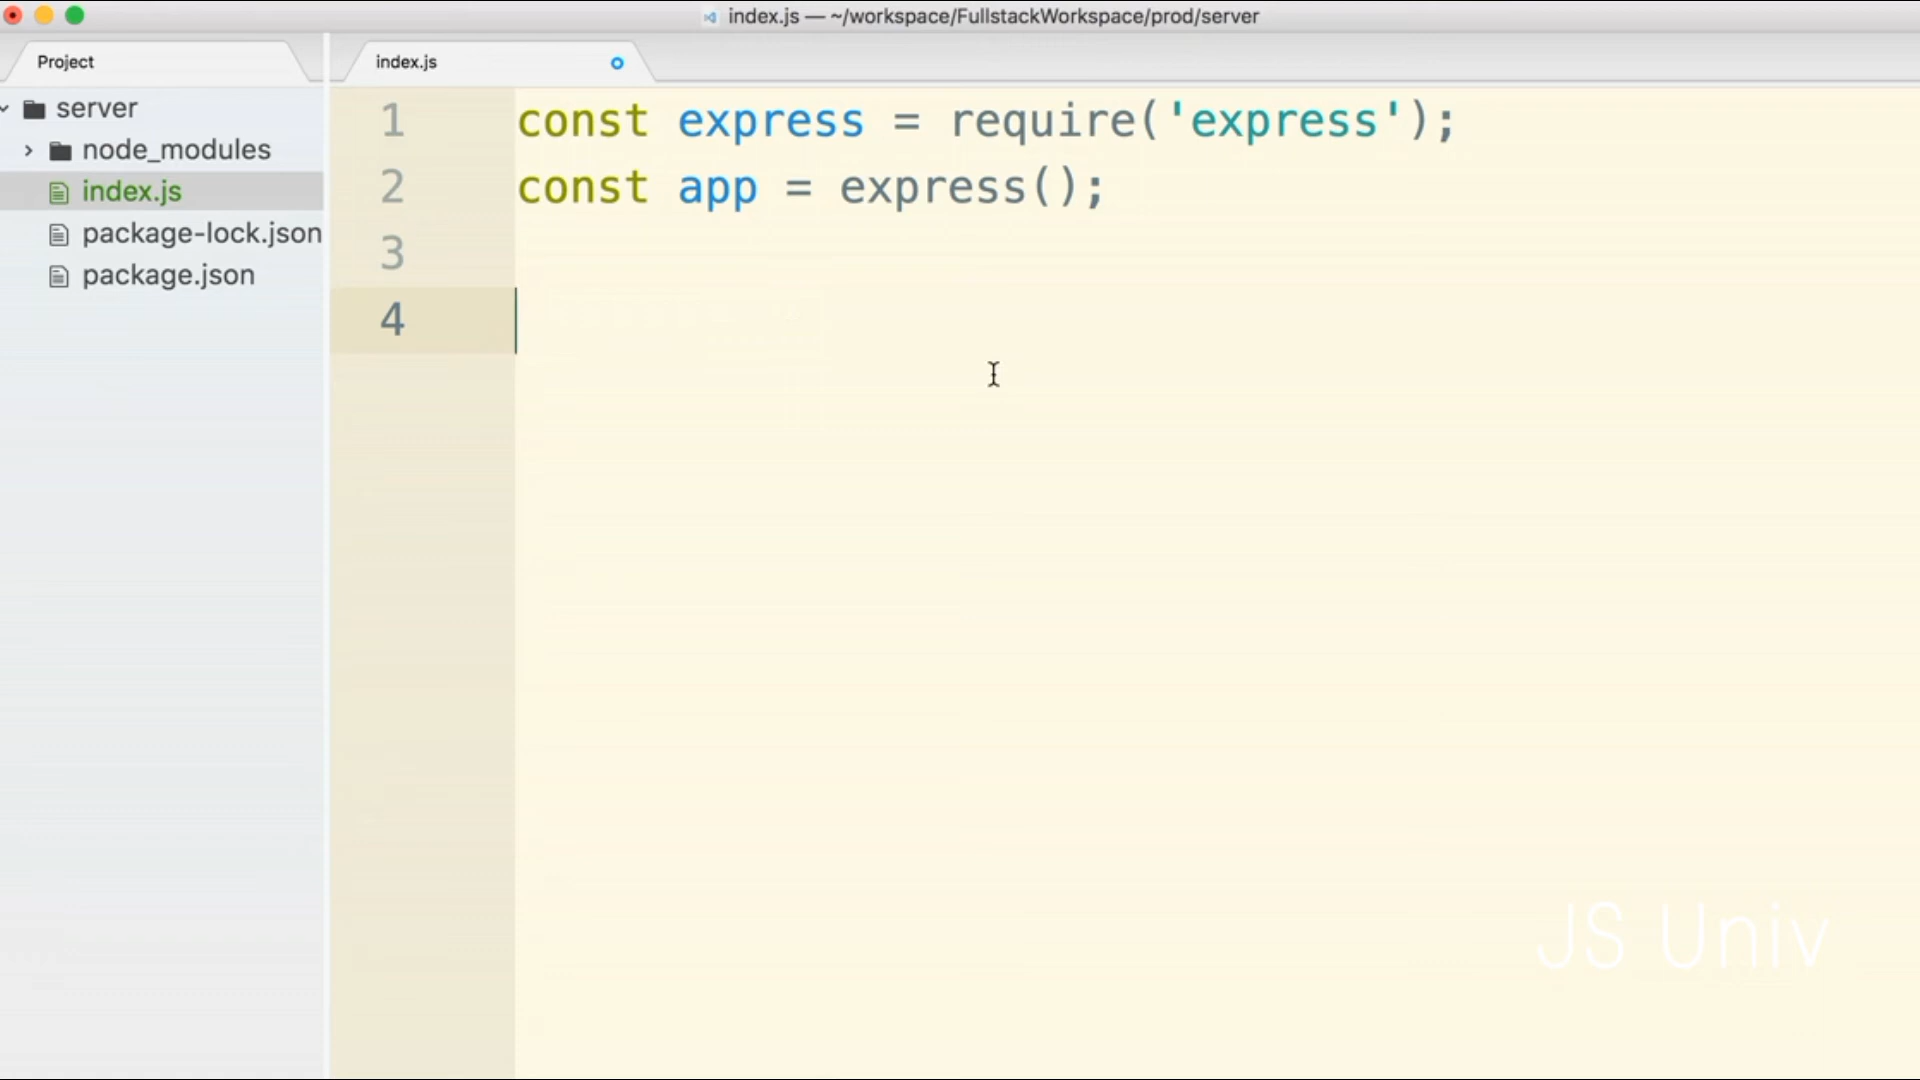 index.js — ~/workspace/FullstackWorkspace/prod/server
Project
index.js
server
node_modules
index.js
package-lock.json
package.json
1 const express = require('express');
2 const app = express();
3
4
JS Univ